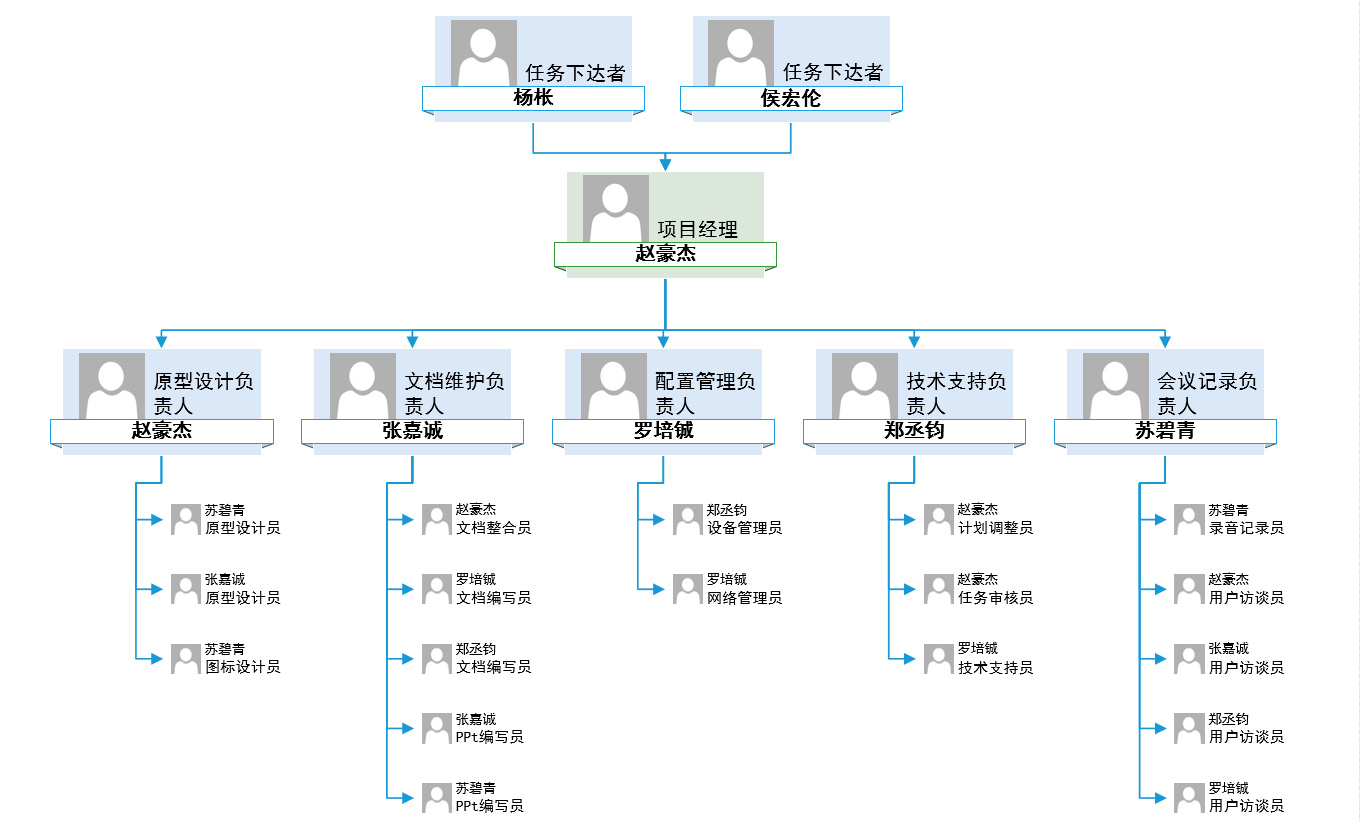 任务下达者
杨枨
任务下达者
侯宏伦
项目经理
赵豪杰
原型设计负
责人
赵豪杰
文档维护负
责人
张嘉诚
配置管理负
责人
罗培铖
技术支持负
责人
郑丞钧
会议记录负
责人
苏碧青
苏碧青
原型设计员
张嘉诚
原型设计员
苏碧青
图标设计员
赵豪杰
文档整合员
罗培铖
文档编写员
郑丞钧
文档编写员
张嘉诚
PPt编写员
苏碧青
PPt编写员
郑丞钧
设备管理员
罗培铖
网络管理员
赵豪杰
计划调整员
赵豪杰
任务审核员
罗培铖
技术支持员
苏碧青
录音记录员
赵豪杰
用户访谈员
张嘉诚
用户访谈员
郑丞钧
用户访谈员
罗培铖
用户访谈员